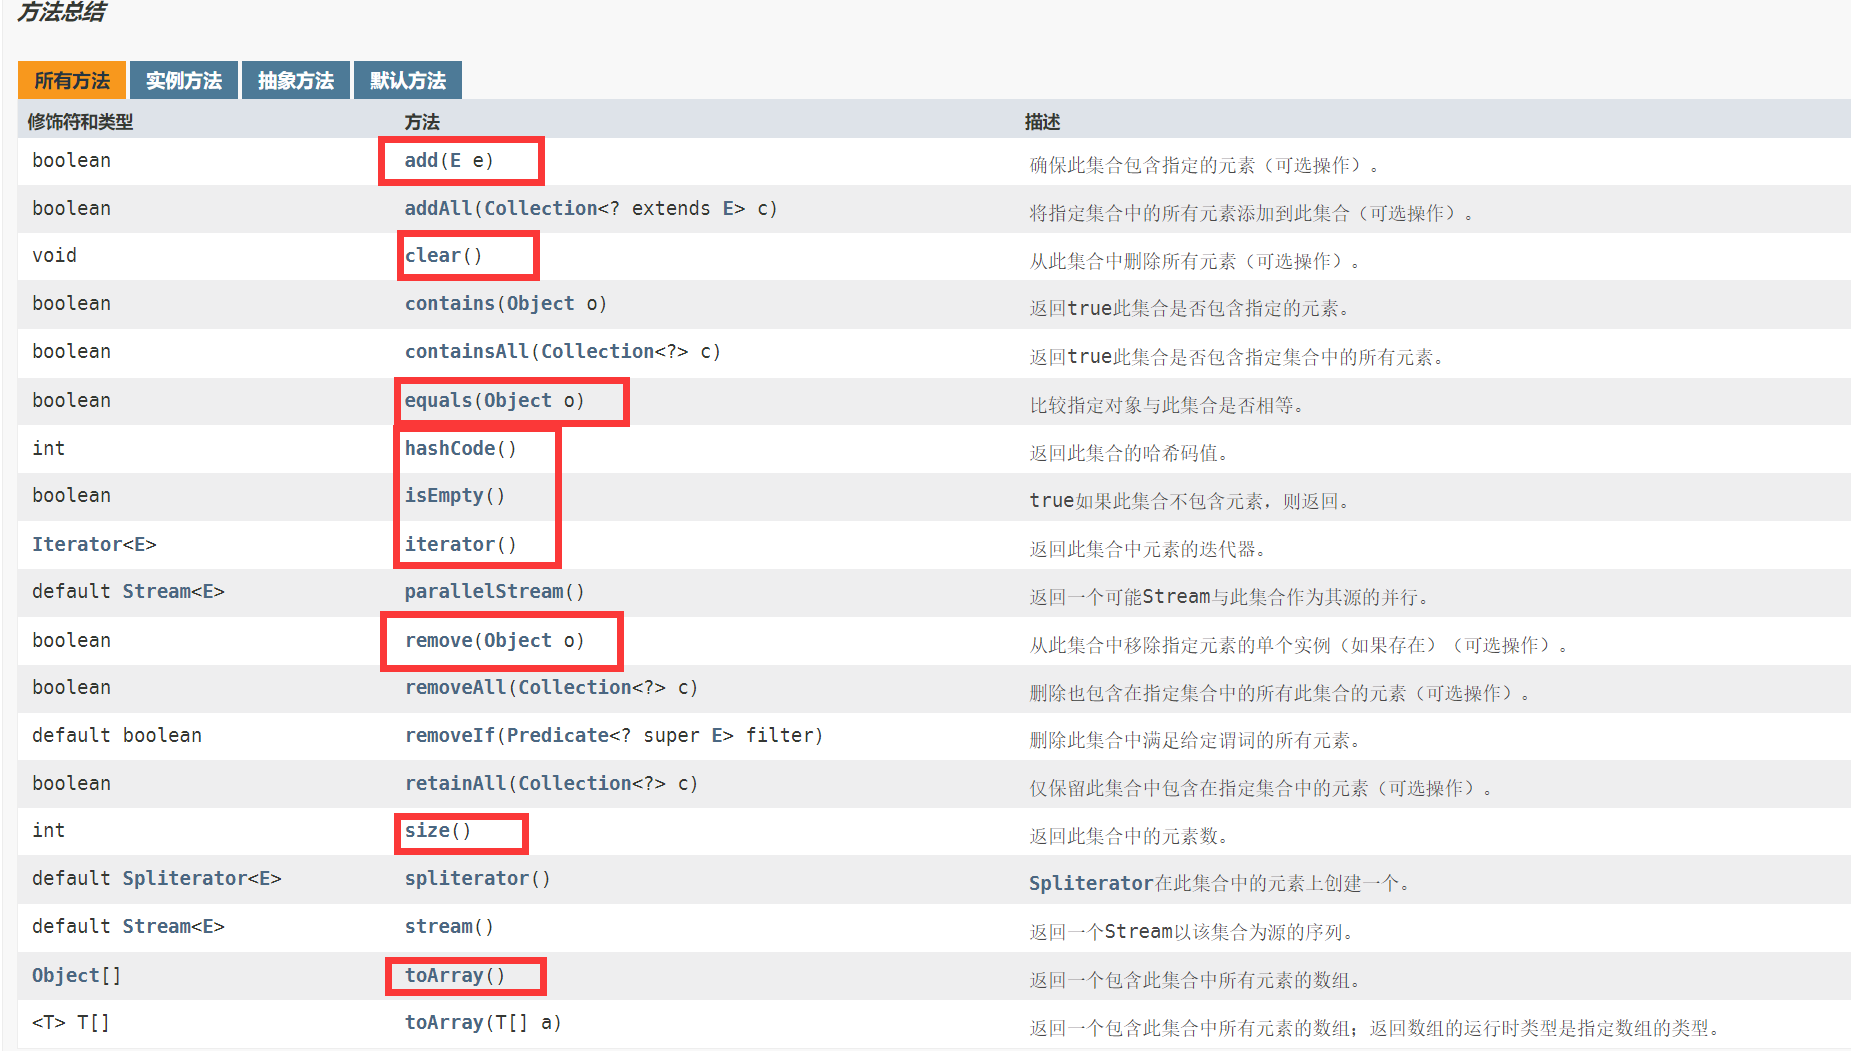 方法总结
所有方法 实例方法 抽象方法 默认方法
修饰符和类型 方法 描述
boolean add(E e) 确保此集合包含指定的元素（可选操作）。
boolean addAll(Collection<? extends E> c) 将指定集合中的所有元素添加到此集合（可选操作）。
void clear() 从此集合中删除所有元素（可选操作）。
boolean contains(Object o) 返回true此集合是否包含指定的元素。
boolean containsAll(Collection<?> c) 返回true此集合是否包含指定集合中的所有元素。
boolean equals(Object o) 比较指定对象与此集合是否相等。
int hashCode() 返回此集合的哈希码值。
boolean isEmpty() true如果此集合不包含元素，则返回。
Iterator<E> iterator() 返回此集合中元素的迭代器。
default Stream<E> parallelStream() 返回一个可能Stream与此集合作为其源的并行。
boolean remove(Object o) 从此集合中移除指定元素的单个实例（如果存在）（可选操作）。
boolean removeAll(Collection<?> c) 删除也包含在指定集合中的所有此集合的元素（可选操作）。
default boolean removeIf(Predicate<? super E> filter) 删除此集合中满足给定谓词的所有元素。
boolean retainAll(Collection<?> c) 仅保留此集合中包含在指定集合中的元素（可选操作）。
int size() 返回此集合中的元素数。
default Spliterator<E> spliterator() Spliterator在此集合中的元素上创建一个。
default Stream<E> stream() 返回一个Stream以该集合为源的序列。
Object[] toArray() 返回一个包含此集合中所有元素的数组。
<T> T[] toArray(T[] a) 返回一个包含此集合中所有元素的数组；返回数组的运行时类型是指定数组的类型。